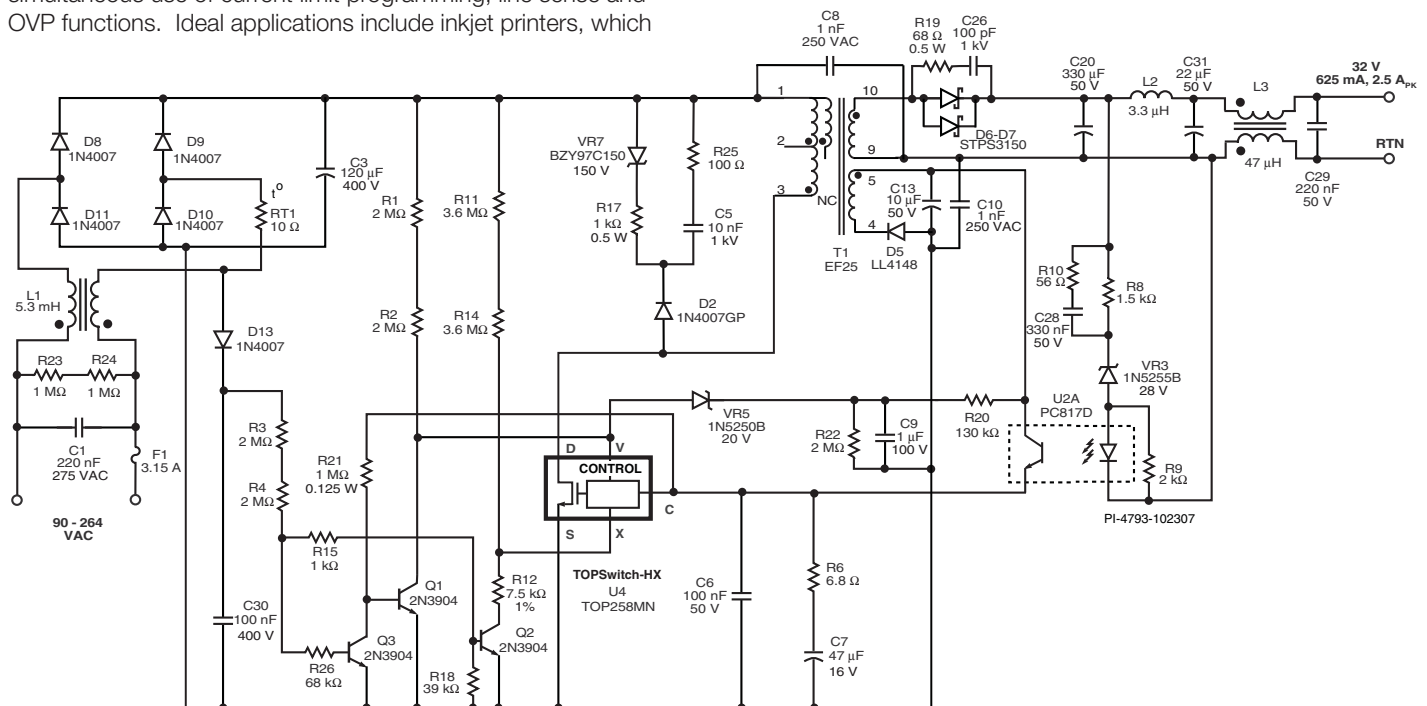 simultaneous use of current limit programming, line sense and
OVP functions. Ideal applications include inkjet printers, which
C8
1 nF
250 VAC
R19
68 Ω
0.5 W
C26
100 pF
1 kV
C20
330 µF
50 V
L2
3.3 µH
C31
22 µF
50 V
L3
47 µH
32 V
625 mA, 2.5 APK
RTN
C29
220 nF
50 V
D8
1N4007
D9
1N4007
C3
120 µF
400 V
D11
1N4007
D10
1N4007
to
RT1
10 Ω
R1
2 MΩ
R11
3.6 MΩ
VR7
BZY97C150
150 V
R25
100 Ω
R17
1 kΩ
0.5 W
C5
10 nF
1 kV
1
2
3
NC
10
9
5
4
T1
EF25
D6-D7
STPS3150
C13
10 µF
50 V
C10
1 nF
250 VAC
D5
LL4148
L1
5.3 mH
D13
1N4007
R2
2 MΩ
R14
3.6 MΩ
D2
1N4007GP
R10
56 Ω
C28
330 nF
50 V
R8
1.5 kΩ
VR3
1N5255B
28 V
R23
1 MΩ
R24
1 MΩ
C1
220 nF
275 VAC
F1
3.15 A
90 - 264
VAC
R3
2 MΩ
R4
2 MΩ
R21
1 MΩ
0.125 W
VR5
1N5250B
20 V
R22
2 MΩ
C9
1 µF
100 V
R20
130 kΩ
U2A
PC817D
R9
2 kΩ
PI-4793-102307
D
V
CONTROL
C
S
X
TOPSwitch-HX
U4
TOP258MN
R15
1 kΩ
R12
7.5 kΩ
1%
C6
100 nF
50 V
R6
6.8 Ω
C7
47 µF
16 V
C30
100 nF
400 V
Q1
2N3904
Q3
2N3904
Q2
2N3904
R26
68 kΩ
R18
39 kΩ